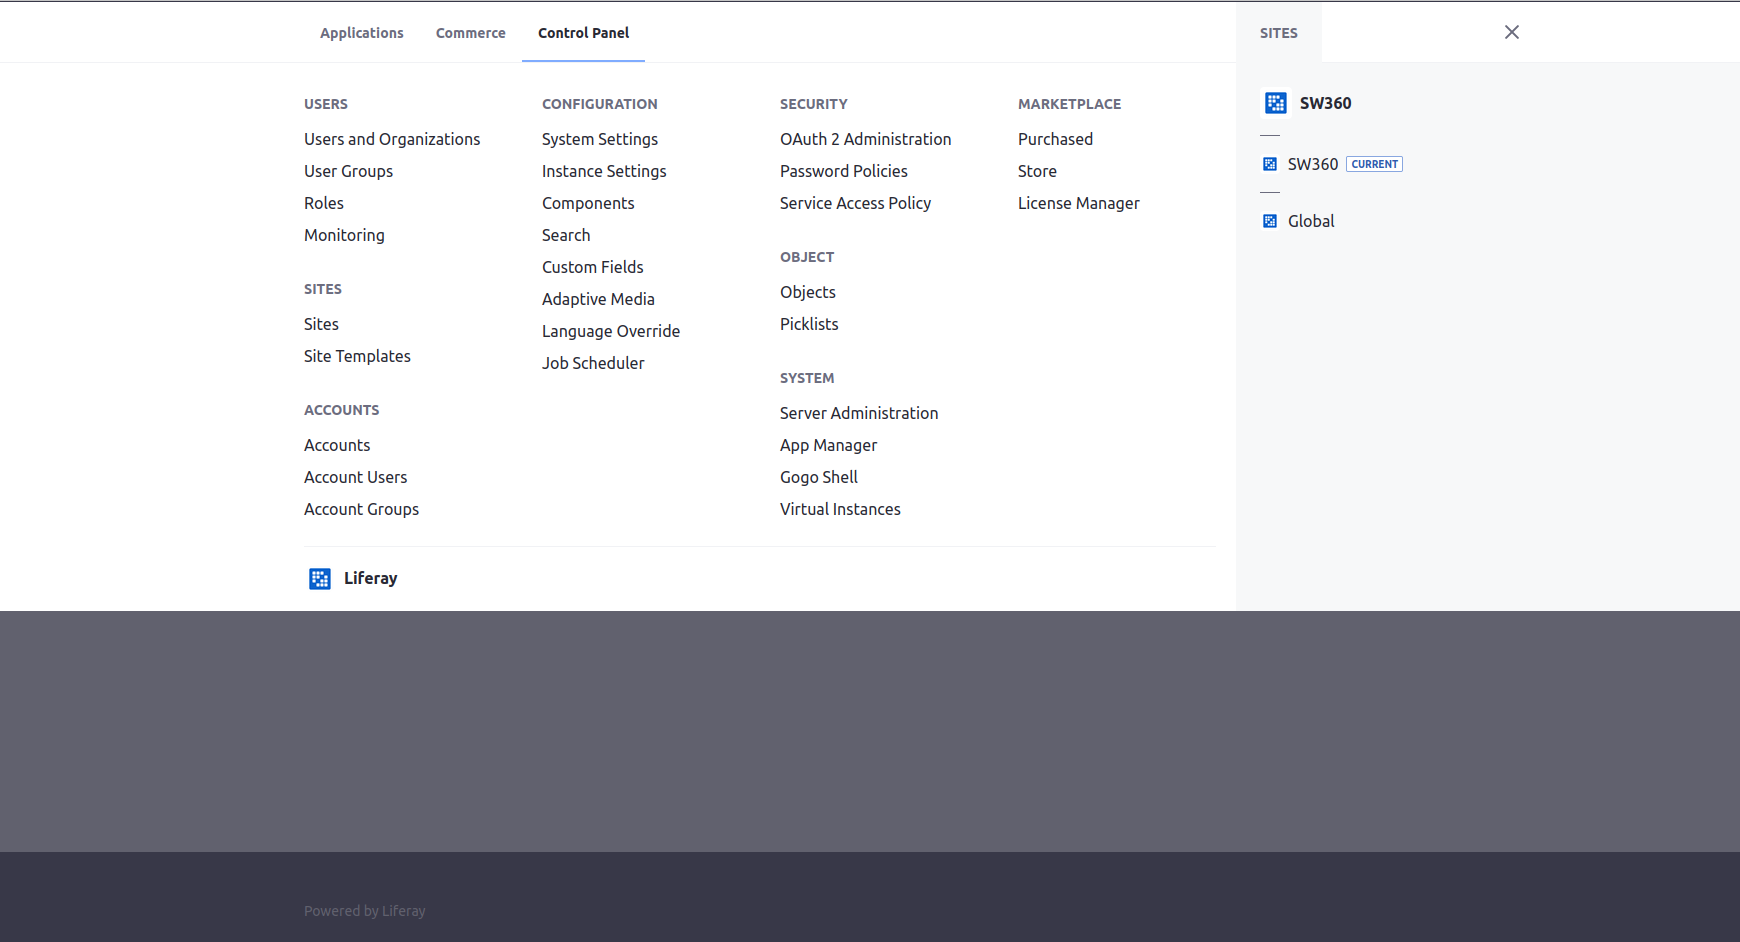 Applications
Commerce
Control Panel
SITES
USERS
Users and Organizations
User Groups
Roles
Monitoring
SITES
Sites
Site Templates
ACCOUNTS
Accounts
Account Users
Account Groups
CONFIGURATION
System Settings
Instance Settings
Components
Search
Custom Fields
Adaptive Media
Language Override
Job Scheduler
SECURITY
OAuth 2 Administration
Password Policies
Service Access Policy
OBJECT
Objects
Picklists
SYSTEM
Server Administration
App Manager
Gogo Shell
Virtual Instances
MARKETPLACE
Purchased
Store
License Manager
SW360
SW360 CURRENT
Global
Liferay
Powered by Liferay